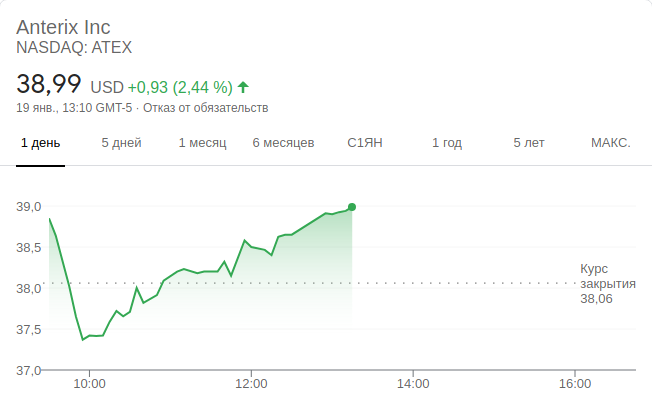 Anterix Inc
NASDAQ: ATEX
38,99 USD +0,93 (2,44 %)
19 янв., 13:10 GMT-5 · Отказ от обязательств
1 день 5 дней 1 месяц 6 месяцев С1ЯН 1 год 5 лет МАКС.
39,0
38,5
38,0
37,5
37,0
Курс
закрытия
38,06
10:00 12:00 14:00 16:00